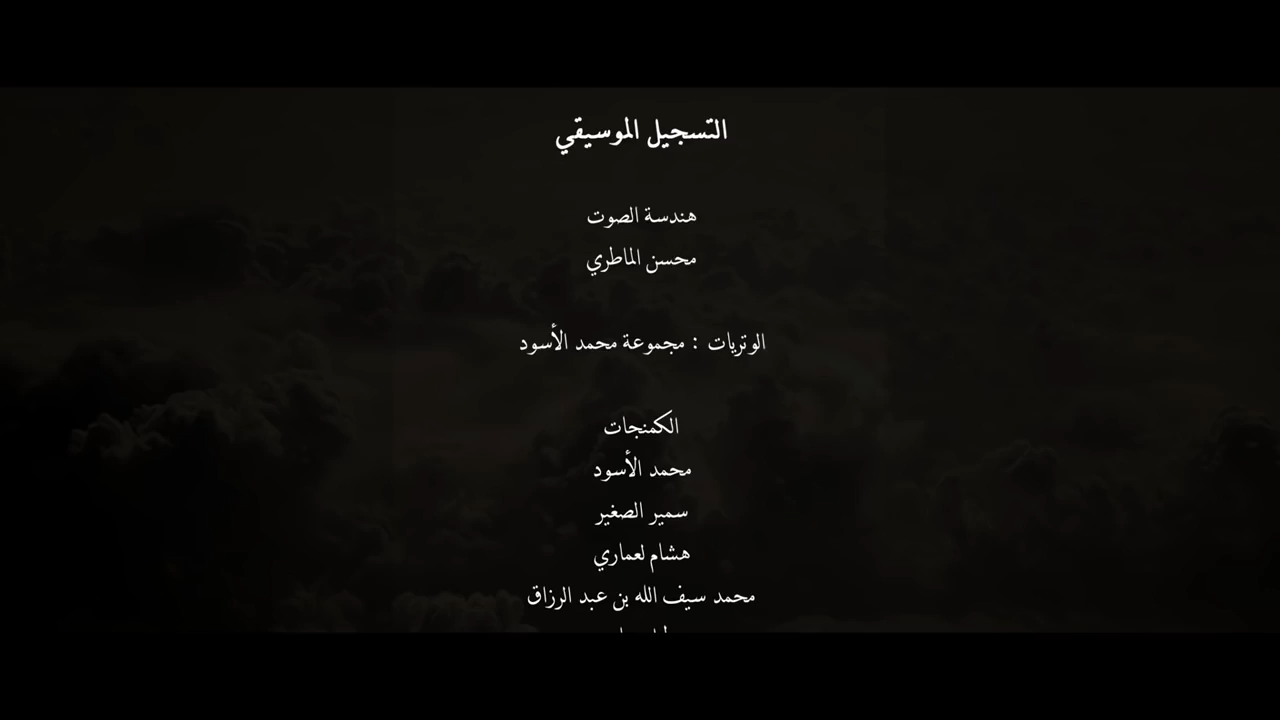 التسجيل الموسيقي
هندسة الصوت
محسن الماطري
الوتريات : مجموعة محمد الأسود
الكمنجات
محمد الأسود
سمير الصغير
هشام لعماري
محمد سيف الله بن عبد الرزاق